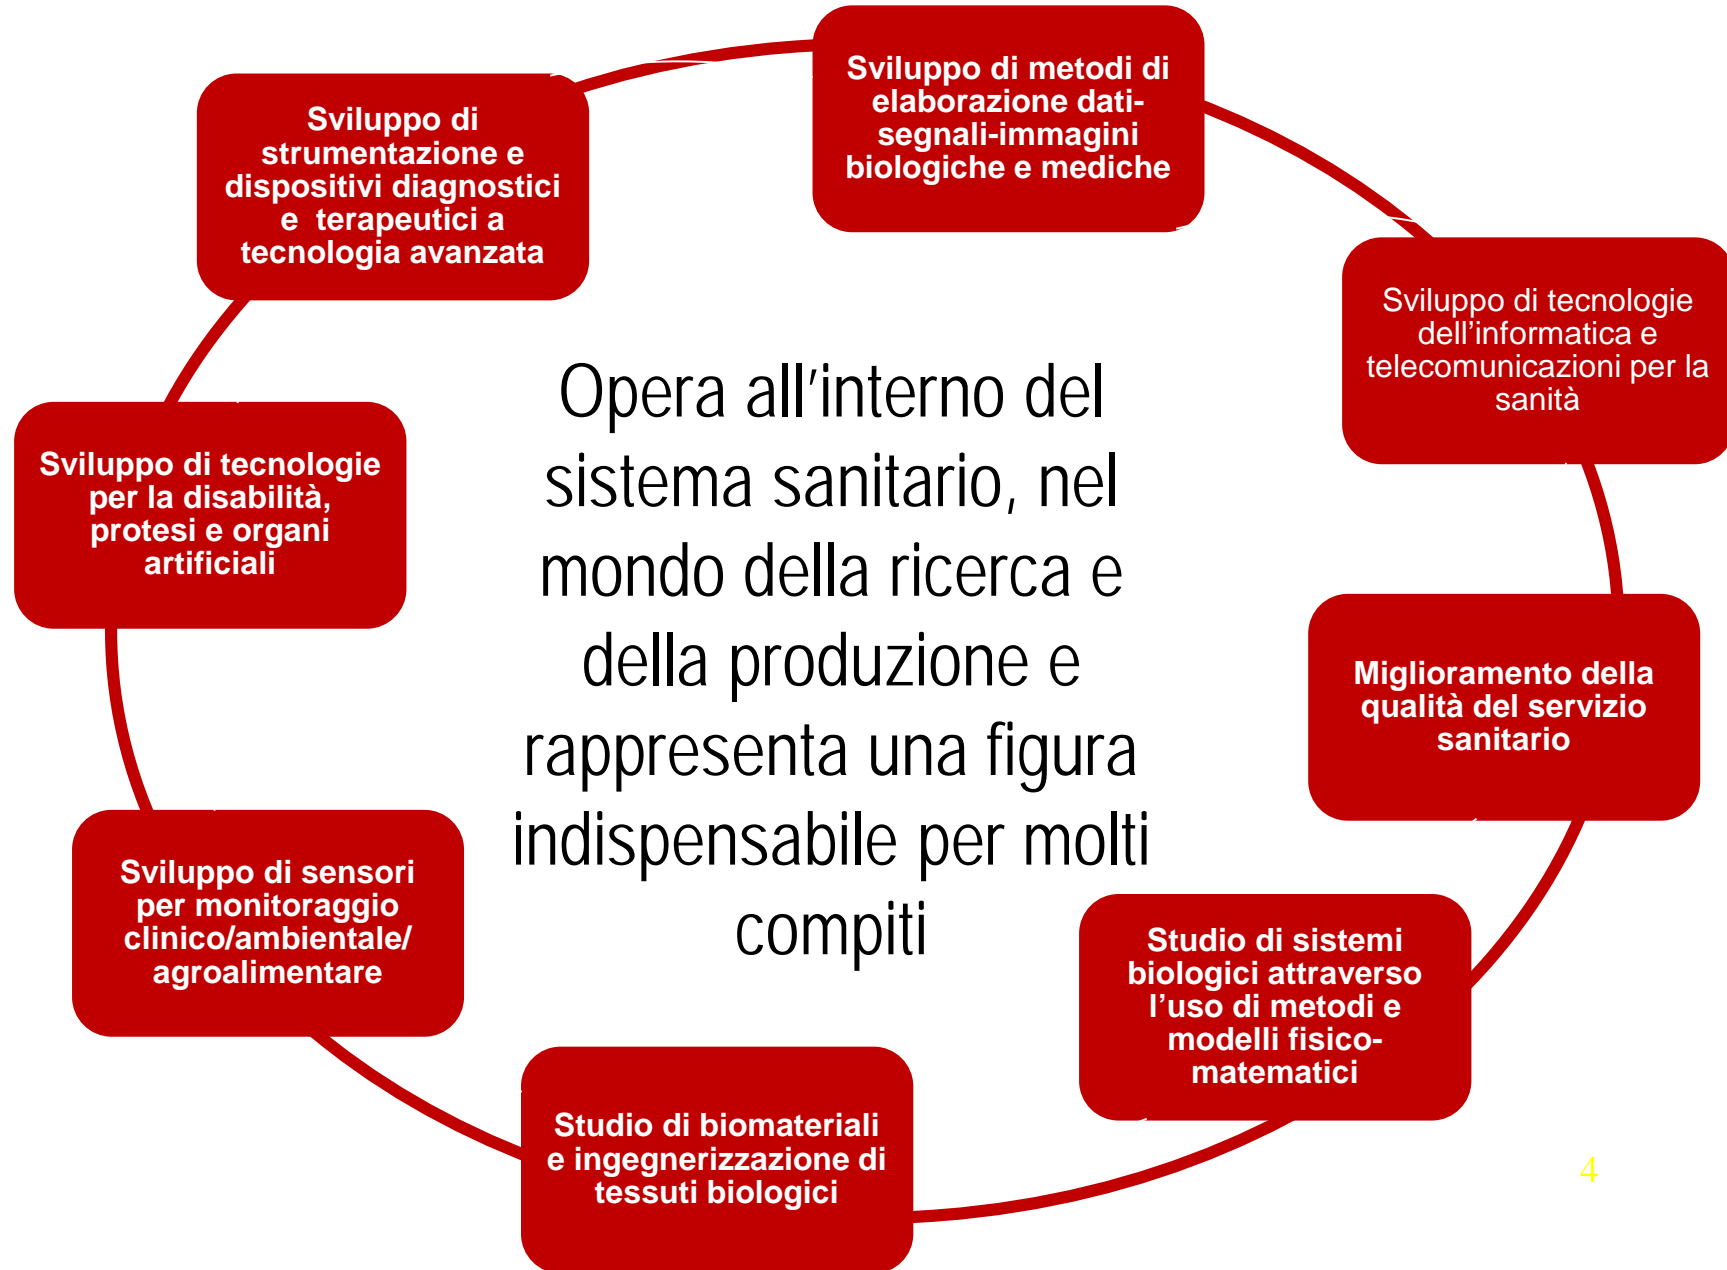 Sviluppo di metodi di
elaborazione dati-
segnali-immagini
biologiche e mediche
Sviluppo di tecnologie
dell’informatica e
telecomunicazioni per la
sanità
Miglioramento della
qualità del servizio
sanitario
Studio di sistemi
biologici attraverso
l’uso di metodi e
modelli fisico-
matematici
Studio di biomateriali
e ingegnerizzazione di
tessuti biologici
Sviluppo di sensori
per monitoraggio
clinico/ambientale/
agroalimentare
Sviluppo di tecnologie
per la disabilità,
protesi e organi
artificiali
Sviluppo di
strumentazione e
dispositivi diagnostici
e terapeutici a
tecnologia avanzata
Opera all’interno del
sistema sanitario, nel
mondo della ricerca e
della produzione e
rappresenta una figura
indispensabile per molti
compiti
4